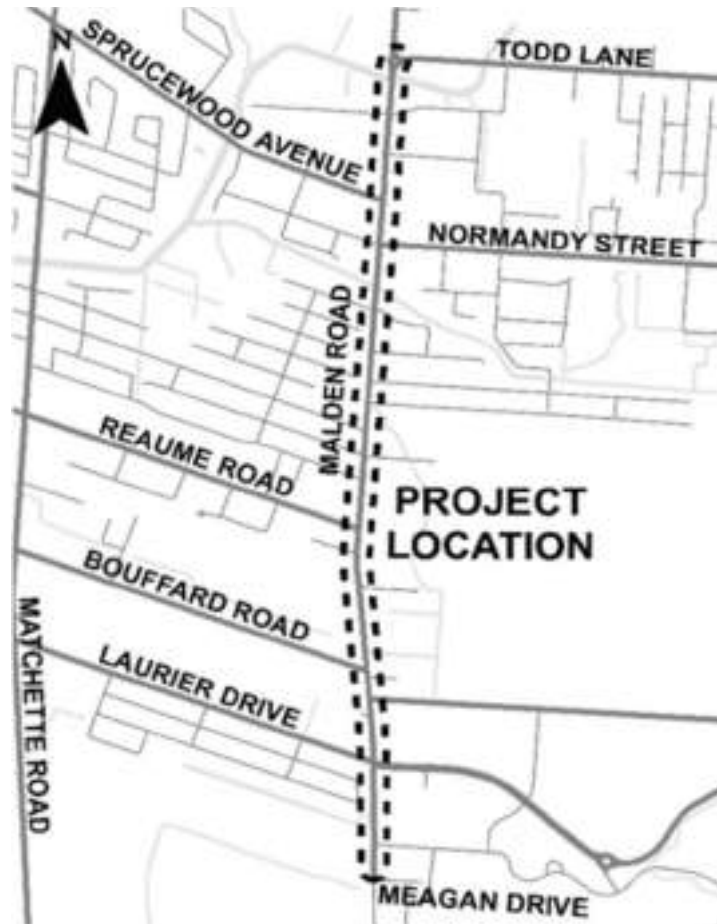 N
SPRUCEWOOD AVENUE
TODD LANE
NORMANDY STREET
MALDEN ROAD
REAUME ROAD
PROJECT
LOCATION
BOUFFARD ROAD
LAURIER DRIVE
MATCHETTE ROAD
MEAGAN DRIVE